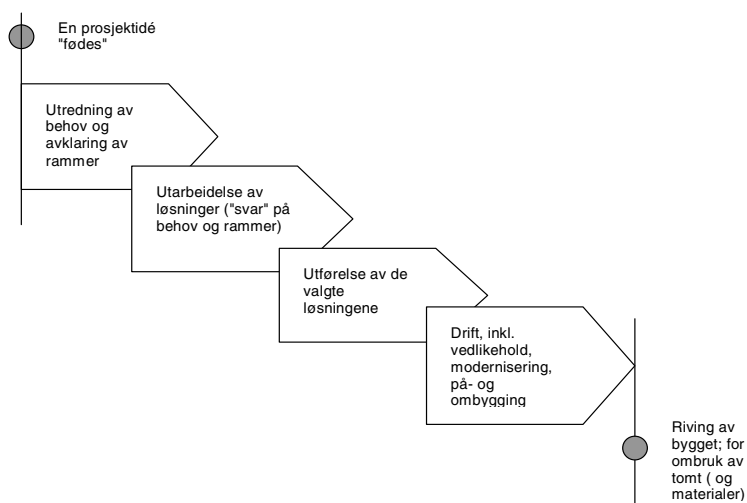 En prosjektidé
"fødes"
Utredning av
behov og
avklaring av
rammer
Utarbeidelse av
løsninger ("svar" på
behov og rammer)
Utførelse av de
valgte
løsningene
Drift, inkl.
vedlikehold,
modernisering,
på- og
ombygging
Riving av
bygget; for
ombruk av
tomt ( og
materialer)